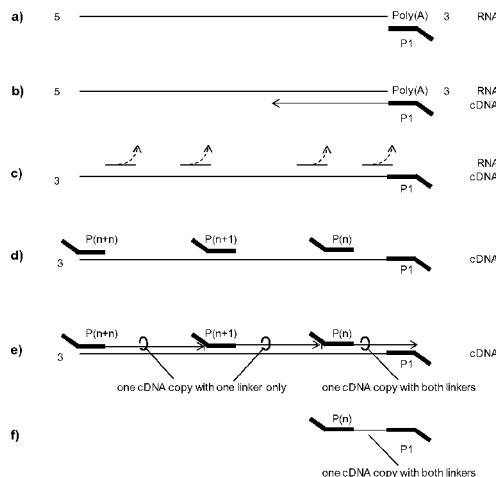 a) 5 Poly(A) 3 RNA
P1
b) 5 Poly(A) 3 RNA
cDNA
P1
RNA
c) 3 cDNA
P1
P(n+n) P(n+1) P(n)
d) 3 cDNA
P1
P(n+n) P(n+1) P(n)
e) 3 cDNA
P1
one cDNA copy with one linker only one cDNA copy with both linkers
f) P(n)
P1
one cDNA copy with both linkers